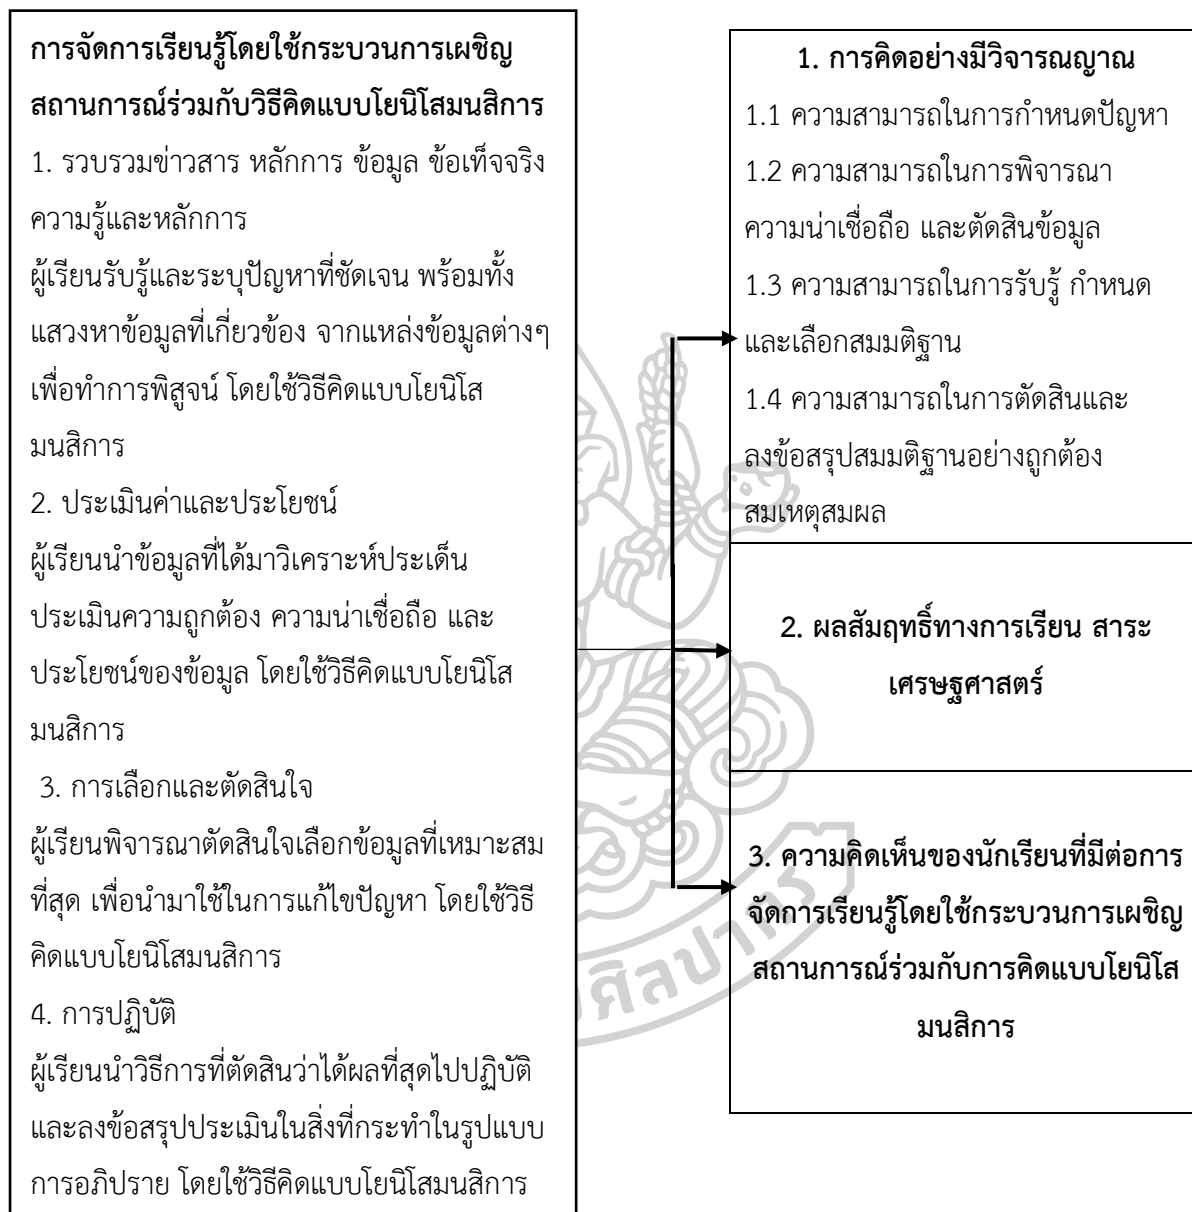 การจัดการเรียนรู้โดยใช้กระบวนการเผชิญ
สถานการณ์ร่วมกับวิธีคิดแบบโยนิโสมนสิการ
1. รวบรวมข่าวสาร หลักการ ข้อมูล ข้อเท็จจริง
ความรู้และหลักการ
ผู้เรียนรับรู้และระบุปัญหาที่ชัดเจน พร้อมทั้ง
แสวงหาข้อมูลที่เกี่ยวข้อง จากแหล่งข้อมูลต่างๆ
เพื่อทำการพิสูจน์ โดยใช้วิธีคิดแบบโยนิโส
มนสิการ
2. ประเมินค่าและประโยชน์
ผู้เรียนนำข้อมูลที่ได้มาวิเคราะห์ประเด็น
ประเมินความถูกต้อง ความน่าเชื่อถือ และ
ประโยชน์ของข้อมูล โดยใช้วิธีคิดแบบโยนิโส
มนสิการ
3. การเลือกและตัดสินใจ
ผู้เรียนพิจารณาตัดสินใจเลือกข้อมูลที่เหมาะสม
ที่สุด เพื่อนำมาใช้ในการแก้ไขปัญหา โดยใช้วิธี
คิดแบบโยนิโสมนสิการ
4. การปฏิบัติ
ผู้เรียนนำวิธีการที่ตัดสินว่าได้ผลที่สุดไปปฏิบัติ
และลงข้อสรุปประเมินในสิ่งที่กระทำในรูปแบบ
การอภิปราย โดยใช้วิธีคิดแบบโยนิโสมนสิการ
1. การคิดอย่างมีวิจารณญาณ
1.1 ความสามารถในการกำหนดปัญหา
1.2 ความสามารถในการพิจารณา
ความน่าเชื่อถือ และตัดสินข้อมูล
1.3 ความสามารถในการรับรู้ กำหนด
และเลือกสมมติฐาน
1.4 ความสามารถในการตัดสินและ
ลงข้อสรุปสมมติฐานอย่างถูกต้อง
สมเหตุสมผล
2. ผลสัมฤทธิ์ทางการเรียน สาระ
เศรษฐศาสตร์
3. ความคิดเห็นของนักเรียนที่มีต่อการ
จัดการเรียนรู้โดยใช้กระบวนการเผชิญ
สถานการณ์ร่วมกับการคิดแบบโยนิโส
มนสิการ